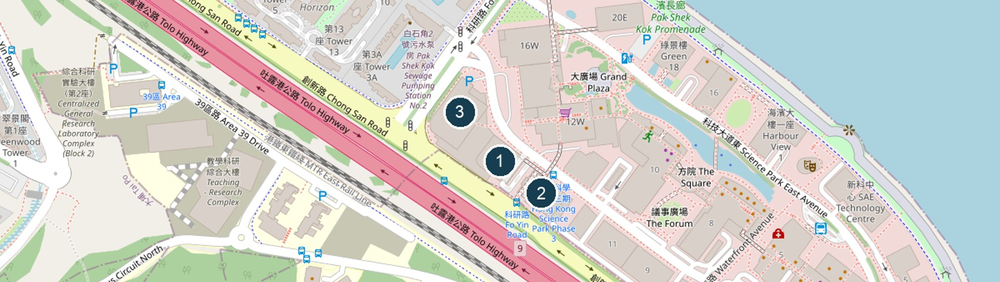 Tower
5
Horizon
10
Chong San Road
吐露港公路 Tolo Highway
第13
座 Tower
13
第3A
座 Tower
3A
白石角2
號污水泵
房 Pak
Shek Kok
Sewage
Pumping
Station
No.2
科研路 Fo
20E
濱長廊
Pak Shek
Kok Promenade
P
16W
綠景樓
Green
18
大廣場 Grand
Plaza
16
12W
海濱大
樓一座
Harbour
View
1
科技大道東 Science Park East Avenue
Yin Road
綜合科研
實驗大樓
(第2座)
Centralized
General
Research
Laboratory
Complex
(Block 2)
P
39區 Area
39
P
P
3
吐露港公路 Tolo Highway
創新路 Chong San Road
39區路 Area 39 Drive
港鐵東鐵綫 MTR East Rail Line
翠景閣
第1座
eenwood
Tower
1
大埔 Tai Po
教學科研
綜合大樓
Teaching
- Research
Complex
P
1
2
科學
三期
Hong Kong
Science
Park Phase
3
科研路
Fo Yin
Road
10
方院 The
Square
議事廣場
The Forum
8
新科中
心 SAE
Technology
Centre
吐露港公路 Tolo Highway
9
11
9
5
5
路 Waterfront Avenue
s Circuit North
創新